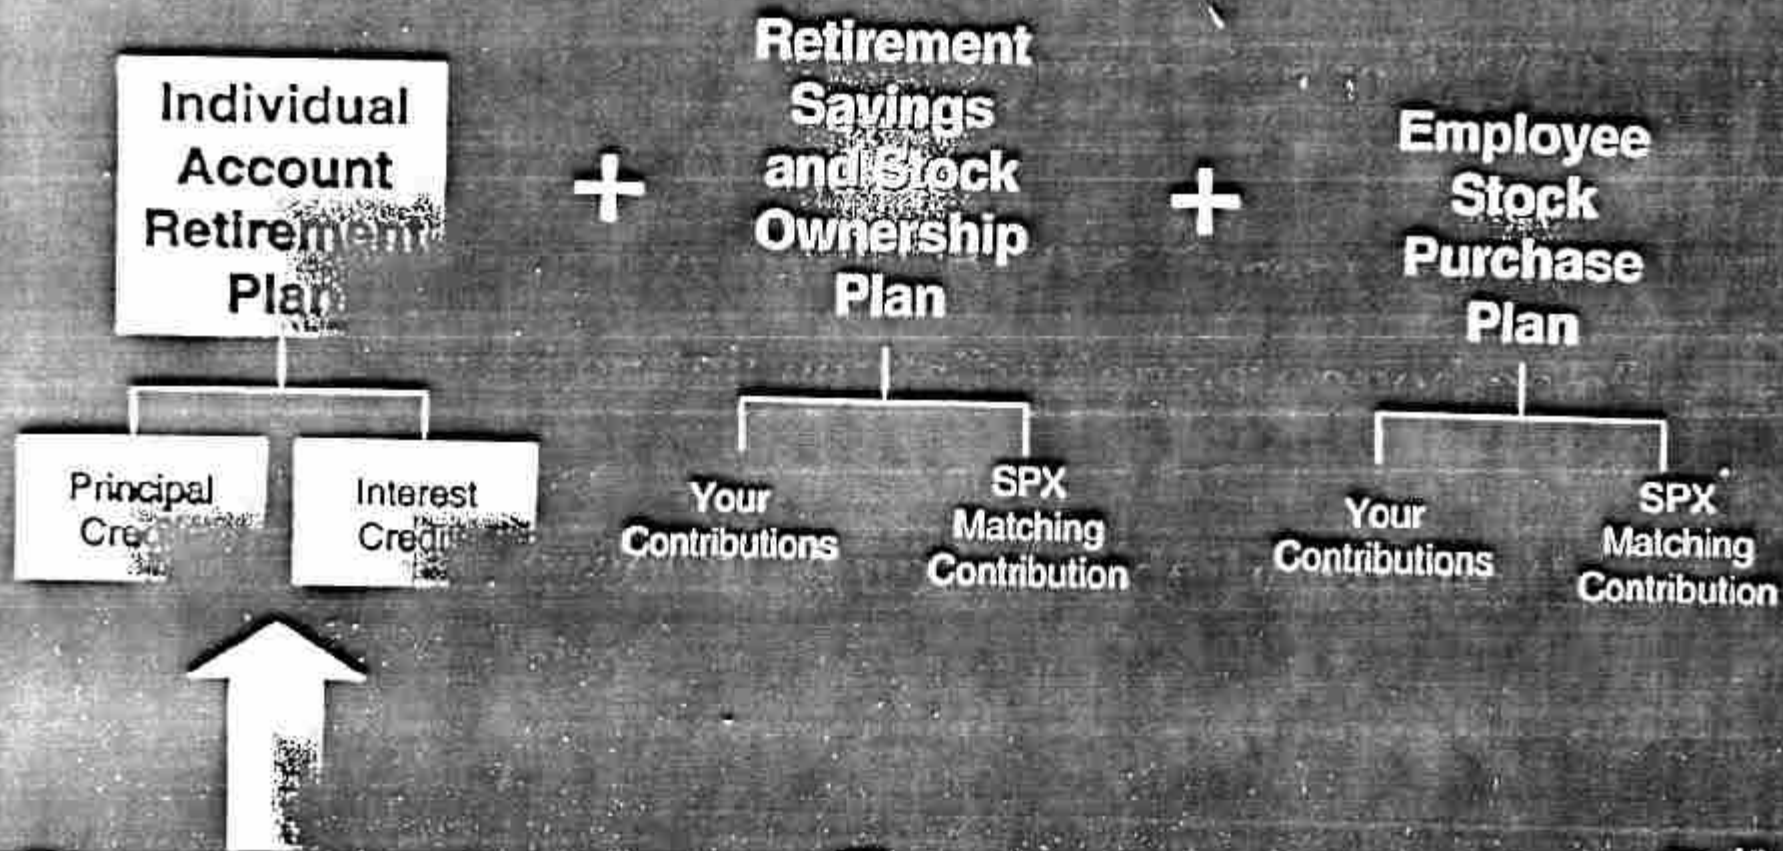 Individual
Account
Retirement
Plan
+
Retirement
Savings
and Stock
Ownership
Plan
+
Employee
Stock
Purchase
Plan
Principal
Interest
Your
Contributions
SPX
Matching
Contribution
Your
Contributions
SPX
Matching
Contribution